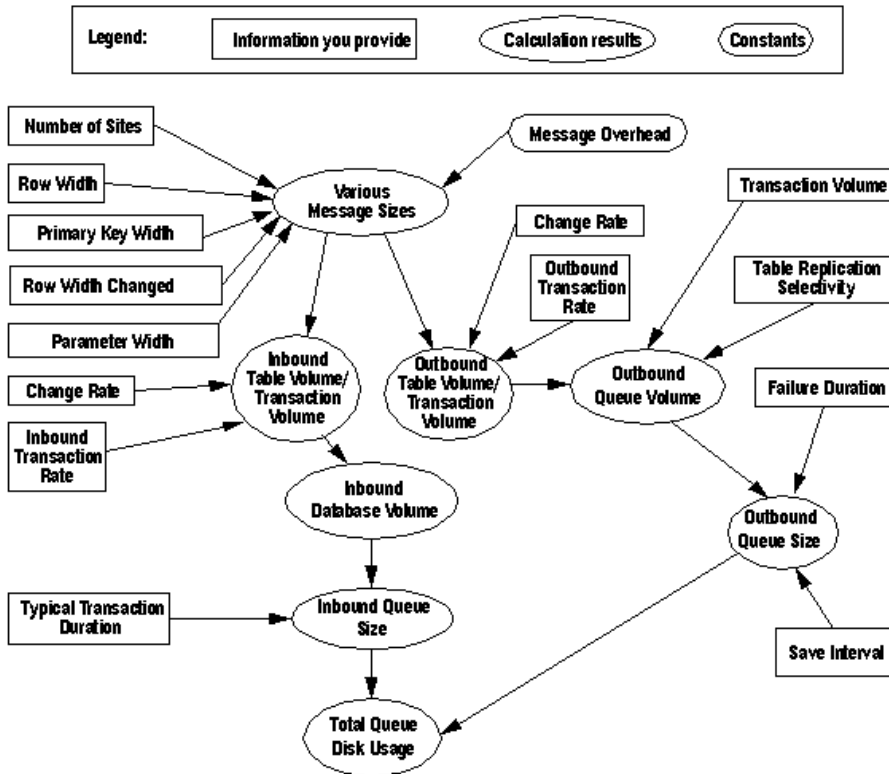 Legend:
Information you provide
Calculation results
Constants
Number of Sites
Message Overhead
Row Width
Various
Message Sizes
Transaction Volume
Primary Key Width
Change Rate
Row Width Changed
Outbound
Transaction
Rate
Table Replication
Selectivity
Parameter Width
Inbound
Table Volume/
Transaction
Volume
Outbound
Table Volume/
Transaction
Volume
Outbound
Queue Volume
Change Rate
Failure Duration
Inbound
Transaction
Rate
Inbound
Database Volume
Outbound
Queue Size
Typical Transaction
Duration
Inbound Queue
Size
Save Interval
Total Queue
Disk Usage